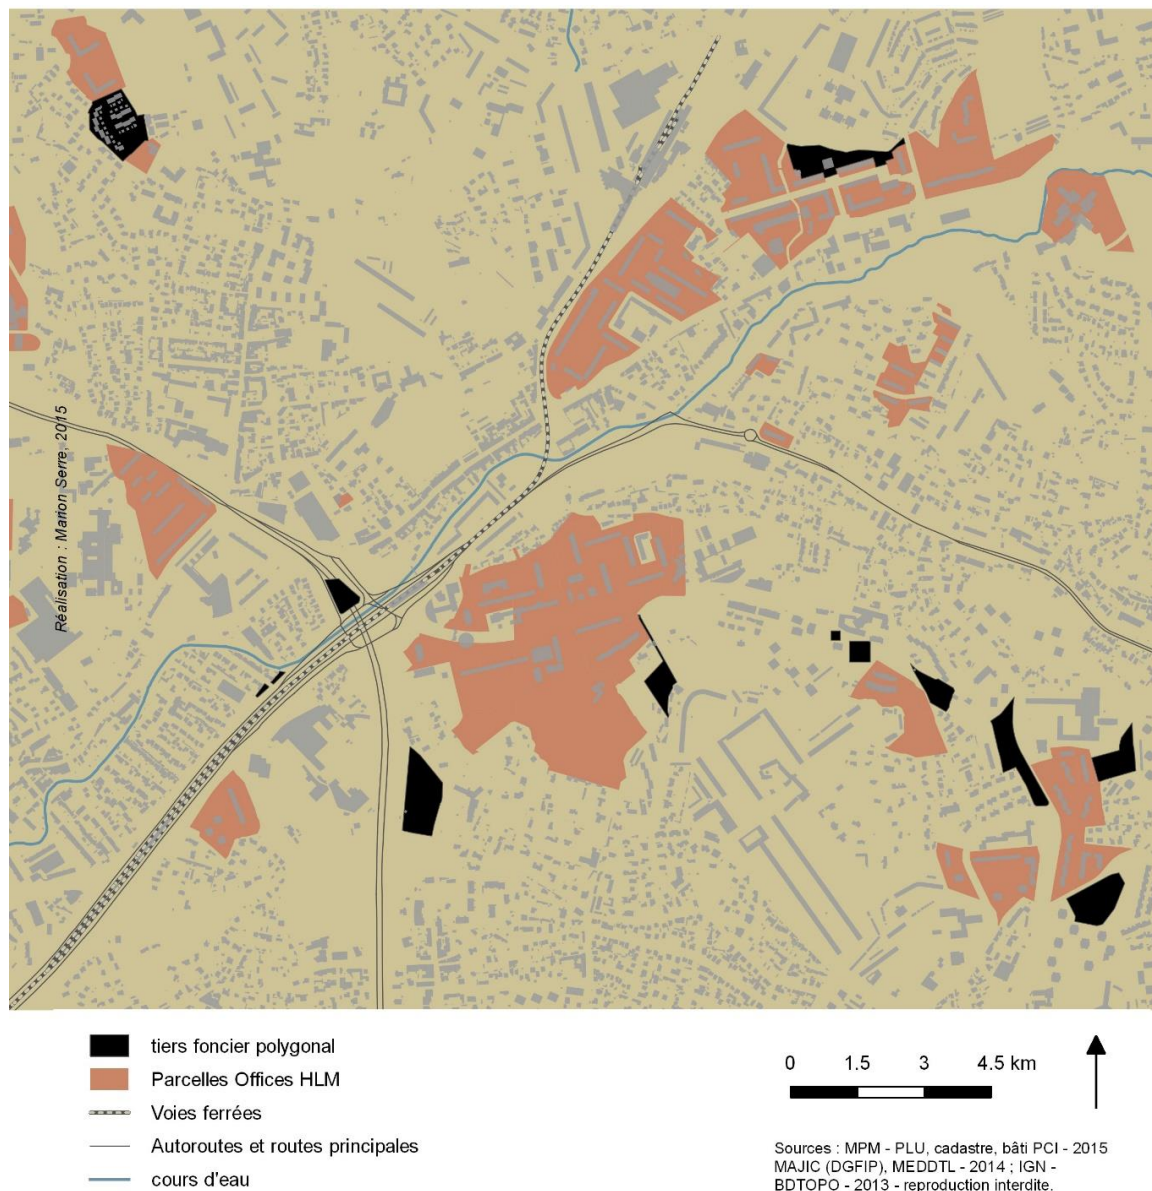 Réalisation : Marion Serre, 2015
tiers foncier polygonal
Parcelles Offices HLM
Voies ferrées
Autoroutes et routes principales
cours d'eau
0 1.5 3 4.5 km
Sources : MPM - PLU, cadastre, bâti PCI - 2015
MAJIC (DGFIP), MEDDTL - 2014 ; IGN -
BDTOPO - 2013 - reproduction interdite.